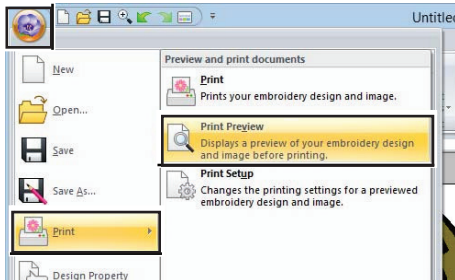 Untitled
New
Open...
Save
Save As...
Print
Design Property
Preview and print documents
Print
Prints your embroidery design and image.
Print Preview
Displays a preview of your embroidery design
and image before printing.
Print Setup
Changes the printing settings for a previewed
embroidery design and image.